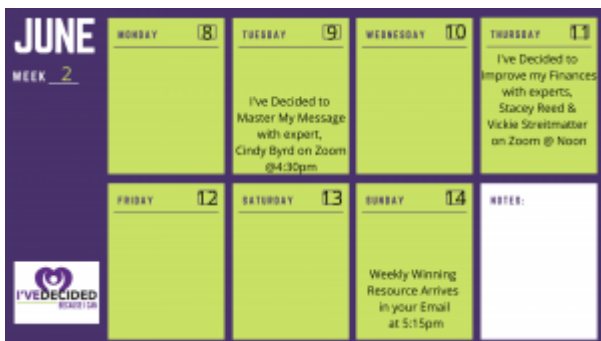 JUNE
WEEK 2
MONDAY 8
TUESDAY 9
I've Decided to
Master My Message
with expert,
Cindy Byrd on Zoom
@4:30pm
WEDNESDAY 10
THURSDAY 11
I've Decided to
Improve my Finances
with experts,
Stacey Reed &
Vickie Streitmatter
on Zoom @ Noon
FRIDAY 12
SATURDAY 13
SUNDAY 14
Weekly Winning
Resource Arrives
in your Email
at 5:15pm
NOTES:
I'VEDECIDED
BECAUSE I CAN